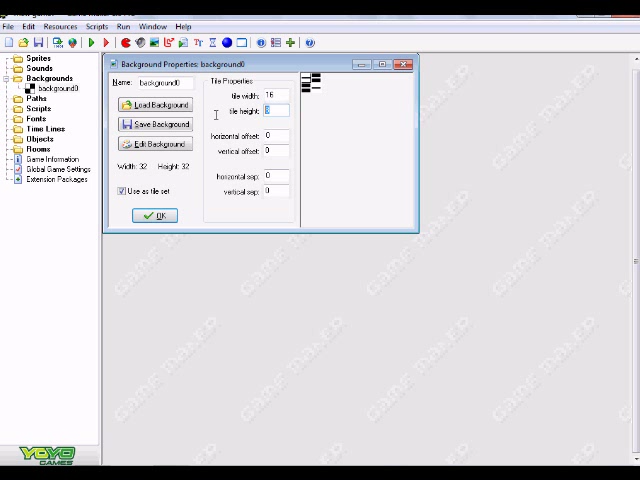 File Edit Resources Scripts Run Window Help
Sprites
Sounds
Backgrounds
background0
Paths
Scripts
Fonts
Time Lines
Objects
Rooms
Game Information
Global Game Settings
Extension Packages
Background Properties: background0
Name: background0
Load Background
Save Background
Edit Background
Width: 32 Height: 32
Use as tile set
OK
Tile Properties
tile width: 16
tile height: 8
horizontal offset: 0
vertical offset: 0
horizontal sep: 0
vertical sep: 0
YOYO
GAMES